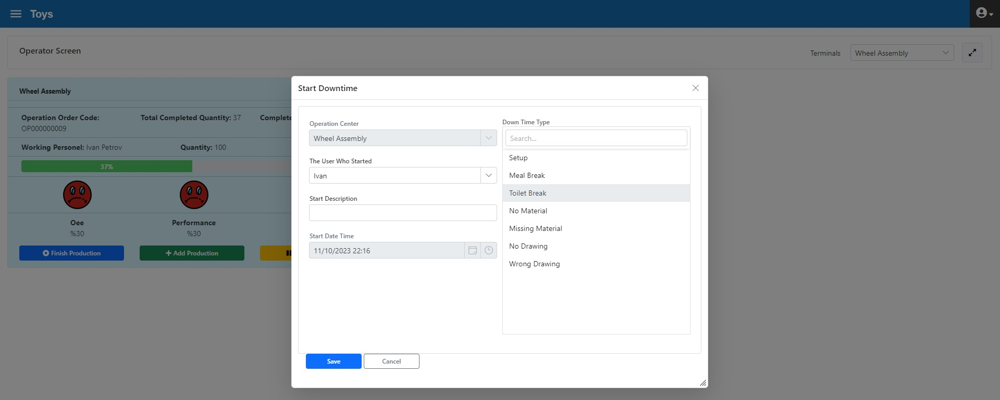 Toys
Operator Screen
Terminals
Wheel Assembly
Wheel Assembly
Operation Order Code:
OP000000009
Total Completed Quantity: 37
Complete
Working Personel: Ivan Petrov
Quantity: 100
37%
Oee
%30
Performance
%30
Finish Production
Add Production
Start Downtime
Operation Center
Wheel Assembly
The User Who Started
Ivan
Start Description
Start Date Time
11/10/2023 22:16
Down Time Type
Search...
Setup
Meal Break
Toilet Break
No Material
Missing Material
No Drawing
Wrong Drawing
Save
Cancel